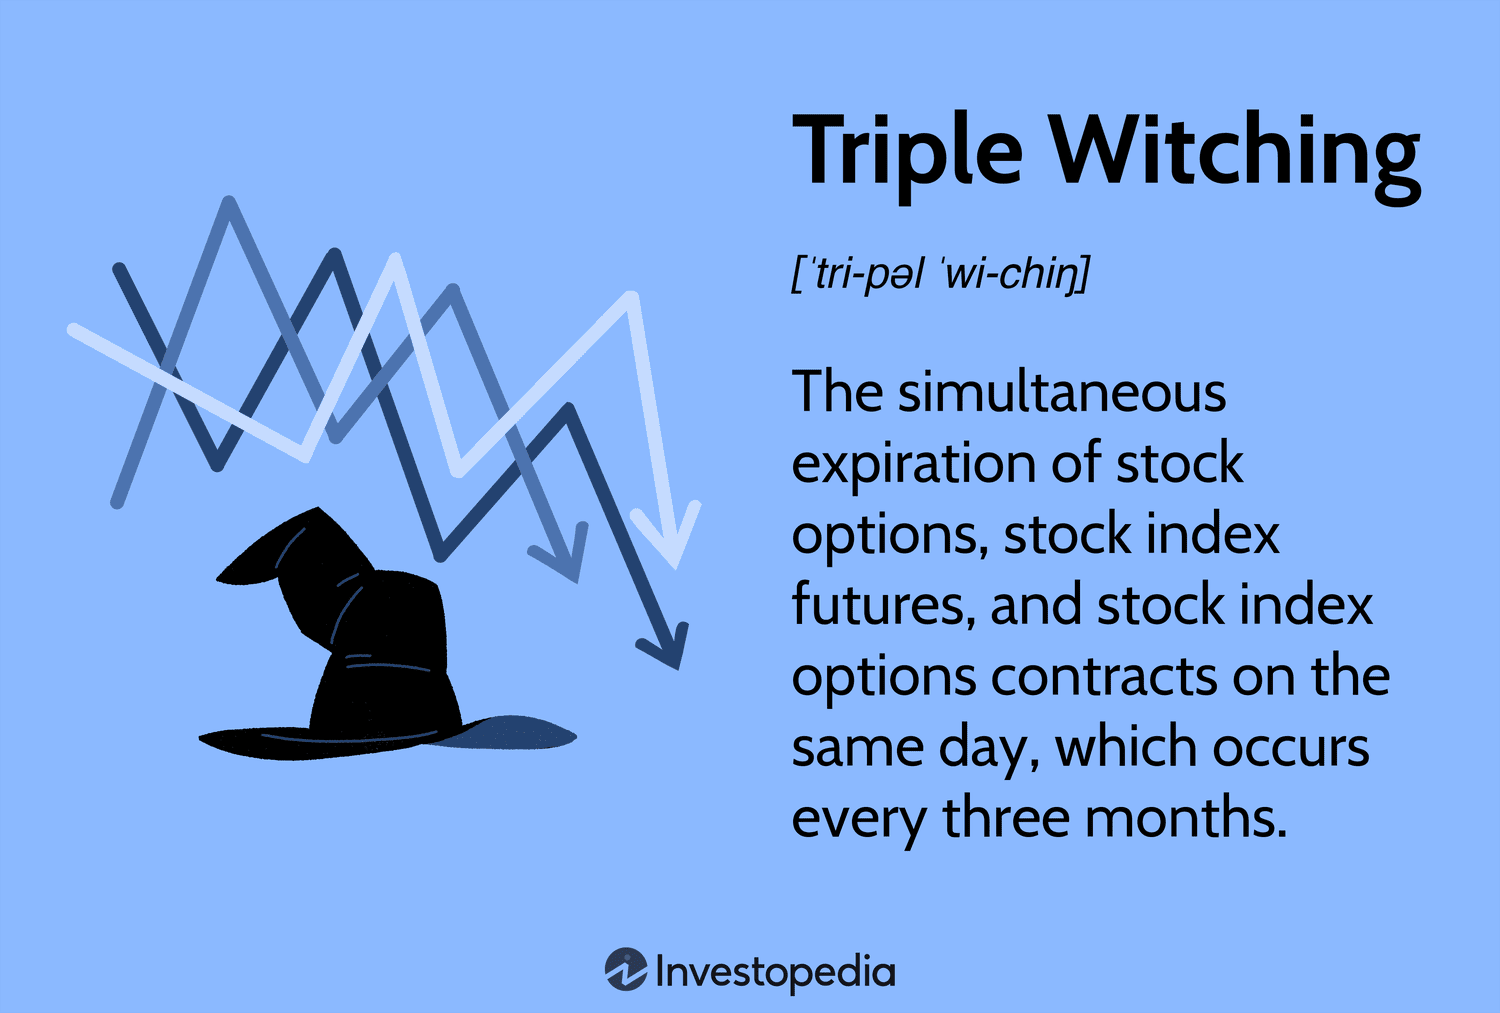 Triple Witching
[ˈtri-pəl ˈwi-chiŋ]
The simultaneous
expiration of stock
options, stock index
futures, and stock index
options contracts on the
same day, which occurs
every three months.
Investopedia